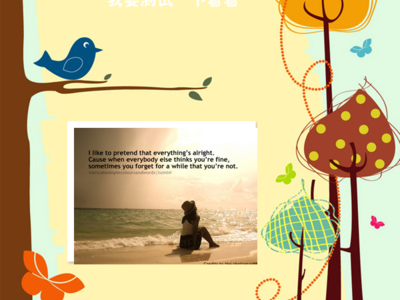 我要测试一下看看
I like to pretend that everything's alright.
Cause when everybody else thinks you're fine,
sometimes you forget for a while that you're not.